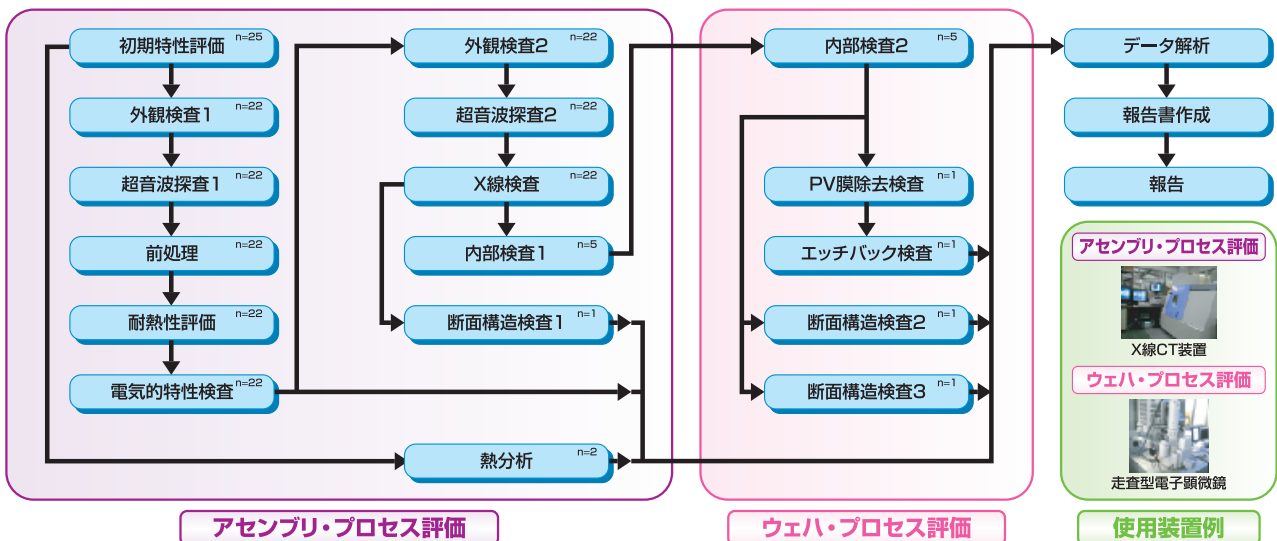 初期特性評価 n=25
外観検査1 n=22
超音波探査1 n=22
前処理 n=22
耐熱性評価 n=22
電気的特性検査 n=22
外観検査2 n=22
超音波探査2 n=22
X線検査 n=22
内部検査1 n=5
断面構造検査1 n=1
熱分析 n=2
アセンブリ・プロセス評価
内部検査2 n=5
PV膜除去検査 n=1
エッチバック検査 n=1
断面構造検査2 n=1
断面構造検査3 n=1
ウェハ・プロセス評価
データ解析
報告書作成
報告
アセンブリ・プロセス評価
X線CT装置
ウェハ・プロセス評価
走査型電子顕微鏡
使用装置例